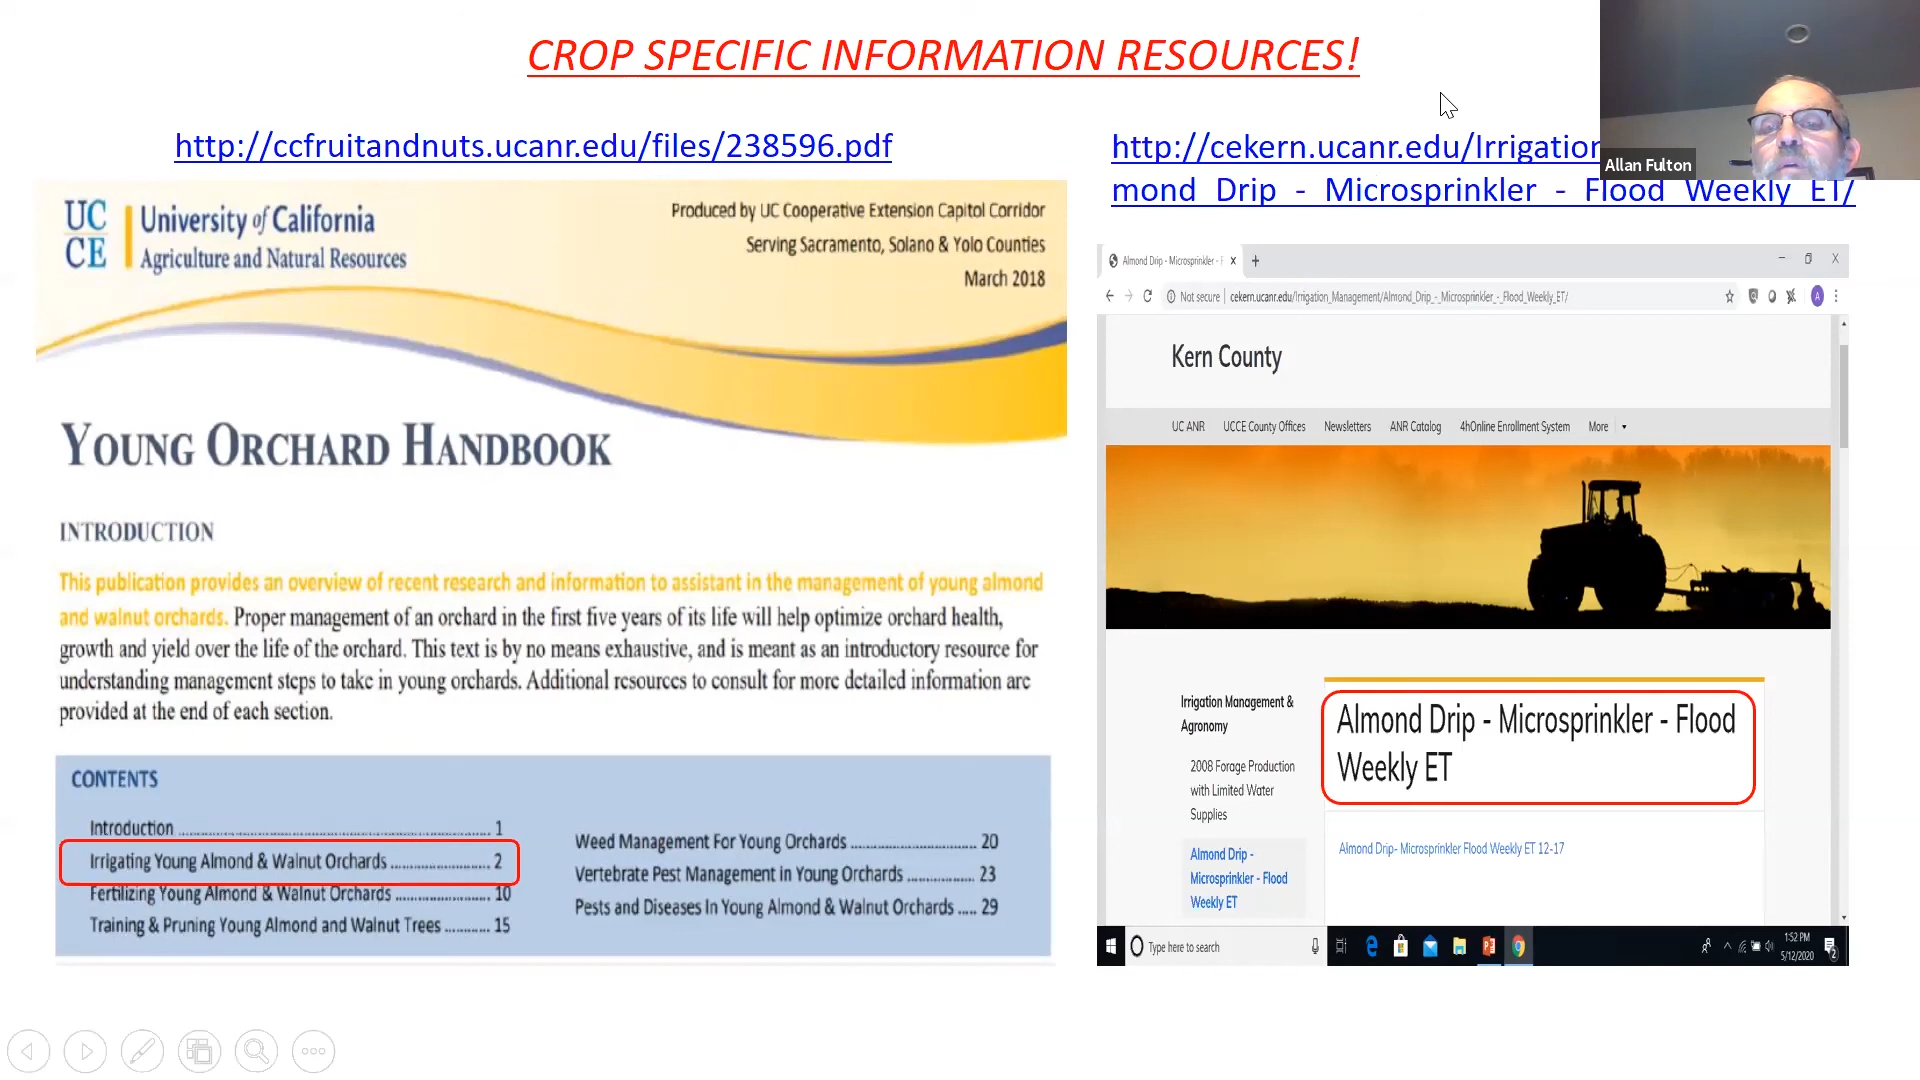 CROP SPECIFIC INFORMATION RESOURCES!
http://ccfruitandnuts.ucanr.edu/files/238596.pdf
http://cekern.ucanr.edu/Irrigation
mond_Drip_-_Microsprinkler_-_Flood_Weekly_ET/
Allan Fulton
UC
CE
University of California
Agriculture and Natural Resources
Produced by UC Cooperative Extension Capitol Corridor
Serving Sacramento, Solano & Yolo Counties
March 2018
YOUNG ORCHARD HANDBOOK
INTRODUCTION
This publication provides an overview of recent research and information to assistant in the management of young almond
and walnut orchards. Proper management of an orchard in the first five years of its life will help optimize orchard health,
growth and yield over the life of the orchard. This text is by no means exhaustive, and is meant as an introductory resource for
understanding management steps to take in young orchards. Additional resources to consult for more detailed information are
provided at the end of each section.
CONTENTS
Introduction ........ 1
Irrigating Young Almond & Walnut Orchards ........ 2
Fertilizing Young Almond & Walnut Orchards ........ 10
Training & Pruning Young Almond and Walnut Trees ........ 15
Weed Management For Young Orchards ........ 20
Vertebrate Pest Management in Young Orchards ........ 23
Pests and Diseases In Young Almond & Walnut Orchards ..... 29
Almond Drip - Microsprinkler - F
Not secure | cekern.ucanr.edu/Irrigation_Management/Almond_Drip_-_Microsprinkler_-_Flood_Weekly_ET/
A
Kern County
UC ANR UCCE County Offices Newsletters ANR Catalog 4hOnline Enrollment System More
Irrigation Management &
Agronomy
2008 Forage Production
with Limited Water
Supplies
Almond Drip -
Microsprinkler - Flood
Weekly ET
Almond Drip - Microsprinkler - Flood
Weekly ET
Almond Drip- Microsprinkler Flood Weekly ET 12-17
Type here to search
1:52 PM
5/12/2020
2